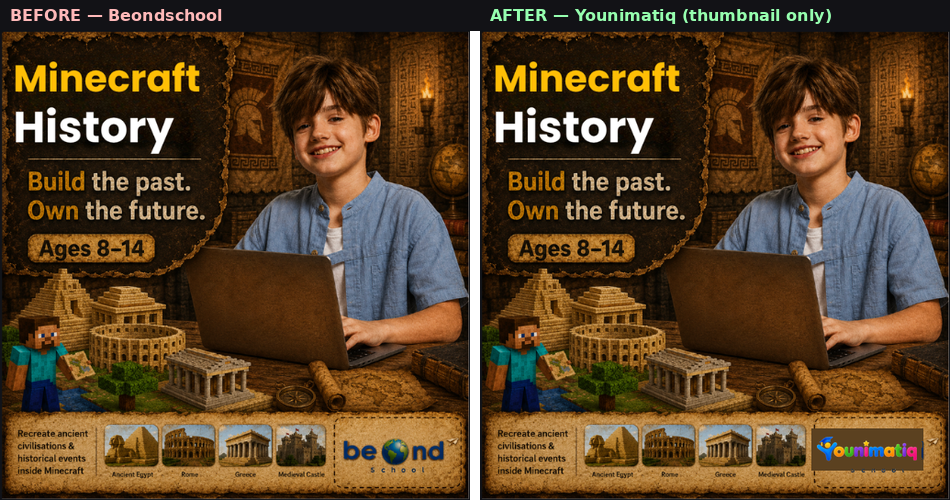 BEFORE — Beondschool
Minecraft
History
Build the past.
Own the future.
Ages 8–14
Recreate ancient
civilisations &
historical events
inside Minecraft
Ancient Egypt
Rome
Greece
Medieval Castle
be nd
School
AFTER — Younimatiq (thumbnail only)
Minecraft
History
Build the past.
Own the future.
Ages 8–14
Recreate ancient
civilisations &
historical events
inside Minecraft
Ancient Egypt
Rome
Greece
Medieval Castle
Younimatiq